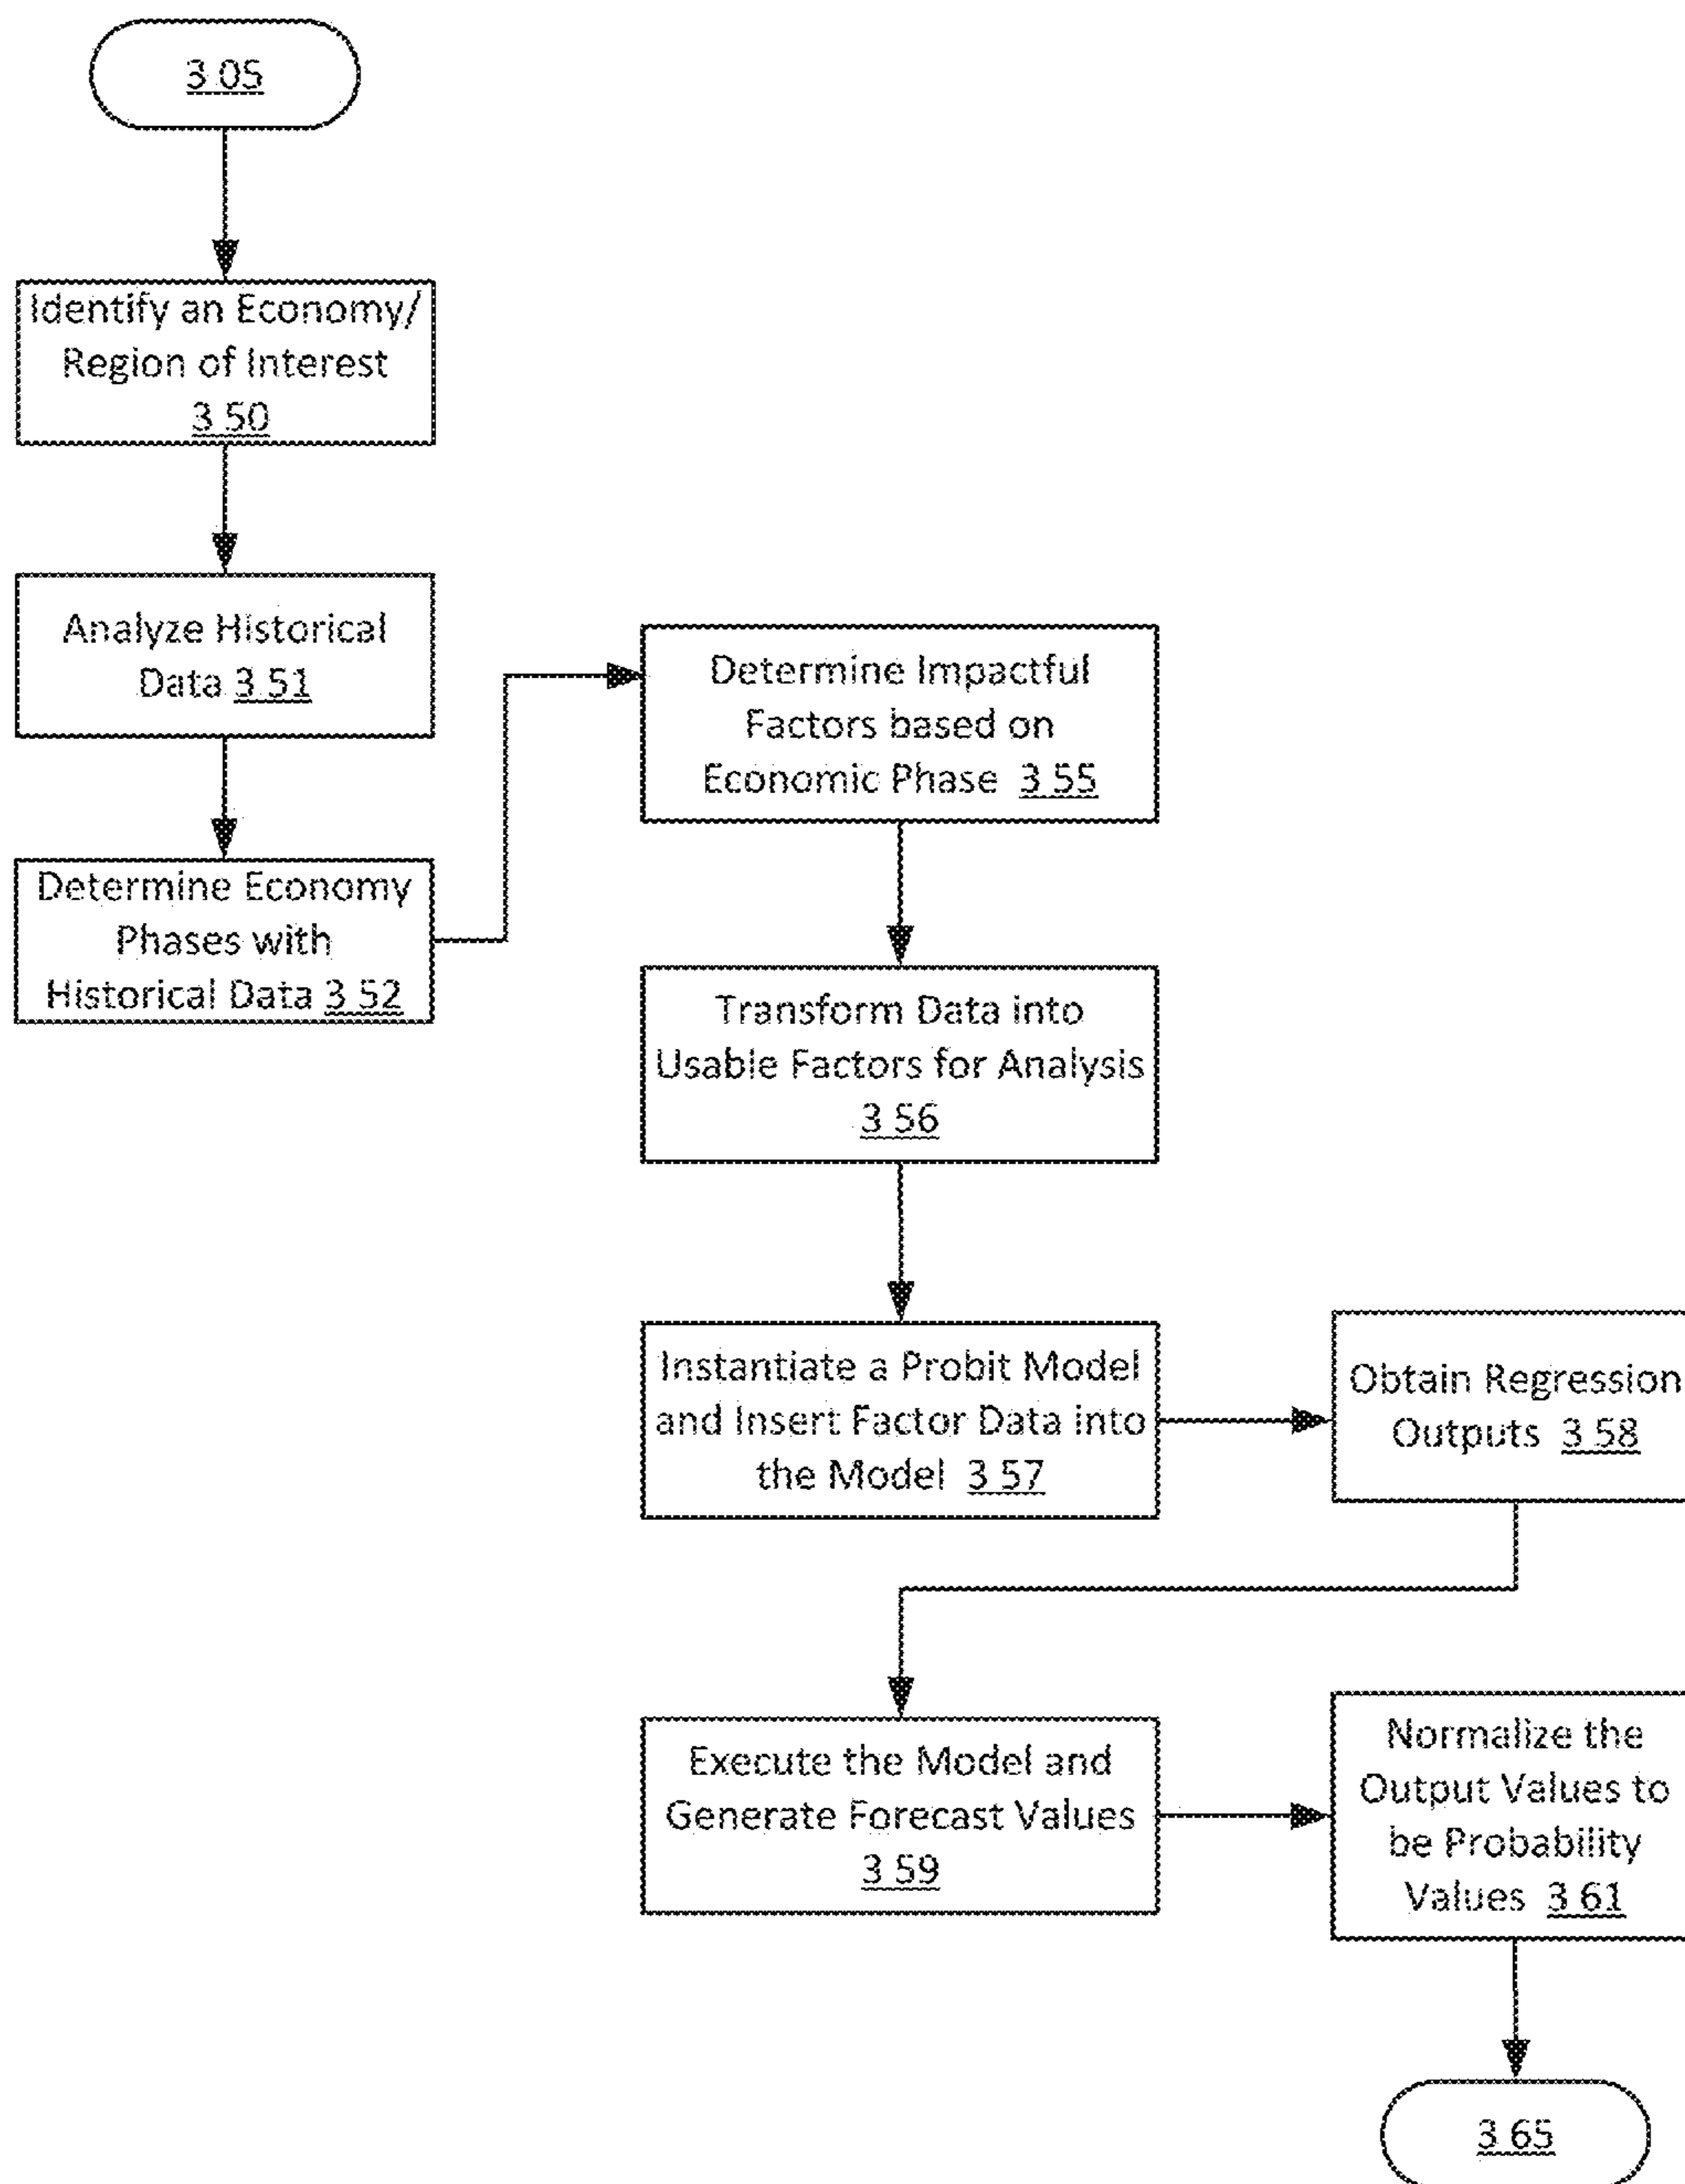 3 05
Identify an Economy/
Region of Interest
3 50
Analyze Historical
Data 3 51
Determine Economy
Phases with
Historical Data 3 52
Determine Impactful
Factors based on
Economic Phase 3 55
Transform Data into
Usable Factors for Analysis
3 56
Instantiate a Probit Model
and Insert Factor Data into
the Model 3 57
Obtain Regression
Outputs 3 58
Execute the Model and
Generate Forecast Values
3 59
Normalize the
Output Values to
be Probability
Values 3 61
3 65